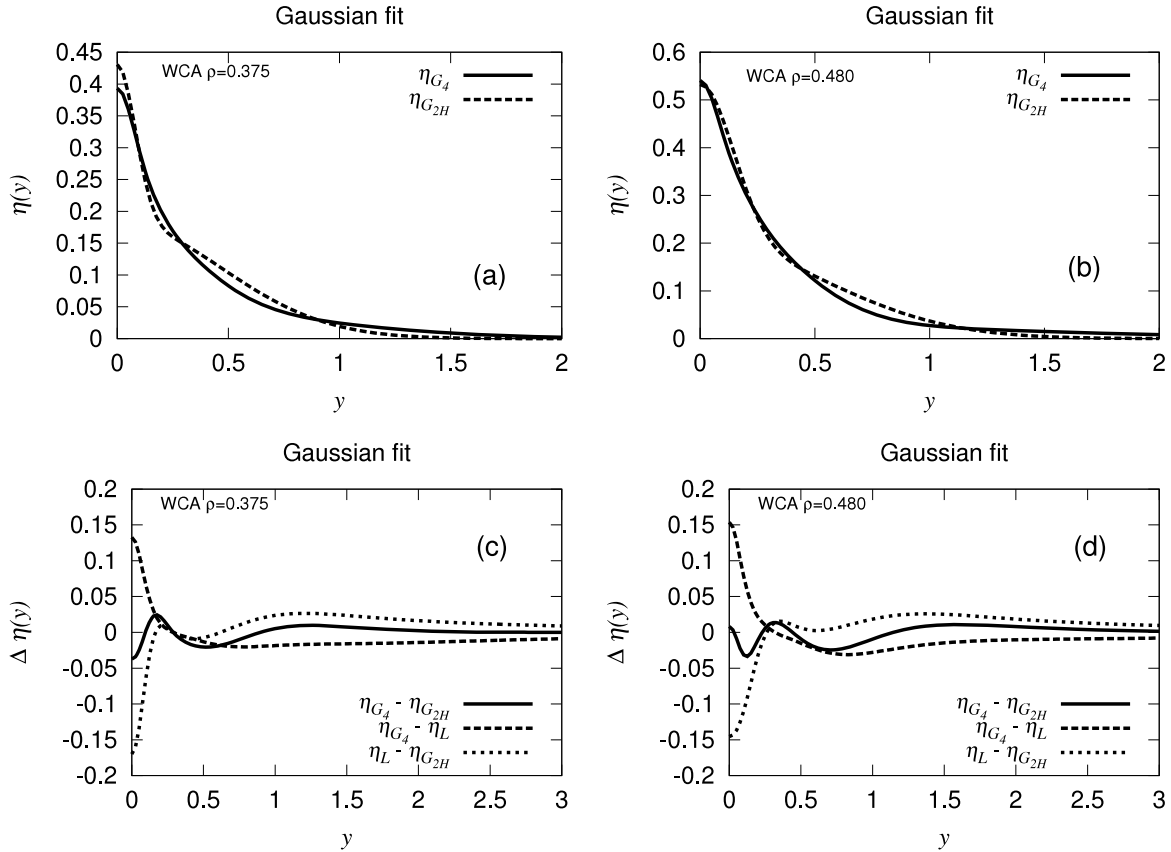 Gaussian fit
η(y)
0.45
0.4
0.35
0.3
0.25
0.2
0.15
0.1
0.05
0
WCA ρ=0.375
η_{G_4}
η_{G_{2H}}
(a)
0 0.5 1 1.5 2
y
Gaussian fit
η(y)
0.6
0.5
0.4
0.3
0.2
0.1
0
WCA ρ=0.480
η_{G_4}
η_{G_{2H}}
(b)
0 0.5 1 1.5 2
y
Gaussian fit
Δ η(y)
0.2
0.15
0.1
0.05
0
-0.05
-0.1
-0.15
-0.2
WCA ρ=0.375
(c)
η_{G_4} - η_{G_{2H}}
η_{G_4} - η_L
η_L - η_{G_{2H}}
0 0.5 1 1.5 2 2.5 3
y
Gaussian fit
Δ η(y)
0.2
0.15
0.1
0.05
0
-0.05
-0.1
-0.15
-0.2
WCA ρ=0.480
(d)
η_{G_4} - η_{G_{2H}}
η_{G_4} - η_L
η_L - η_{G_{2H}}
0 0.5 1 1.5 2 2.5 3
y